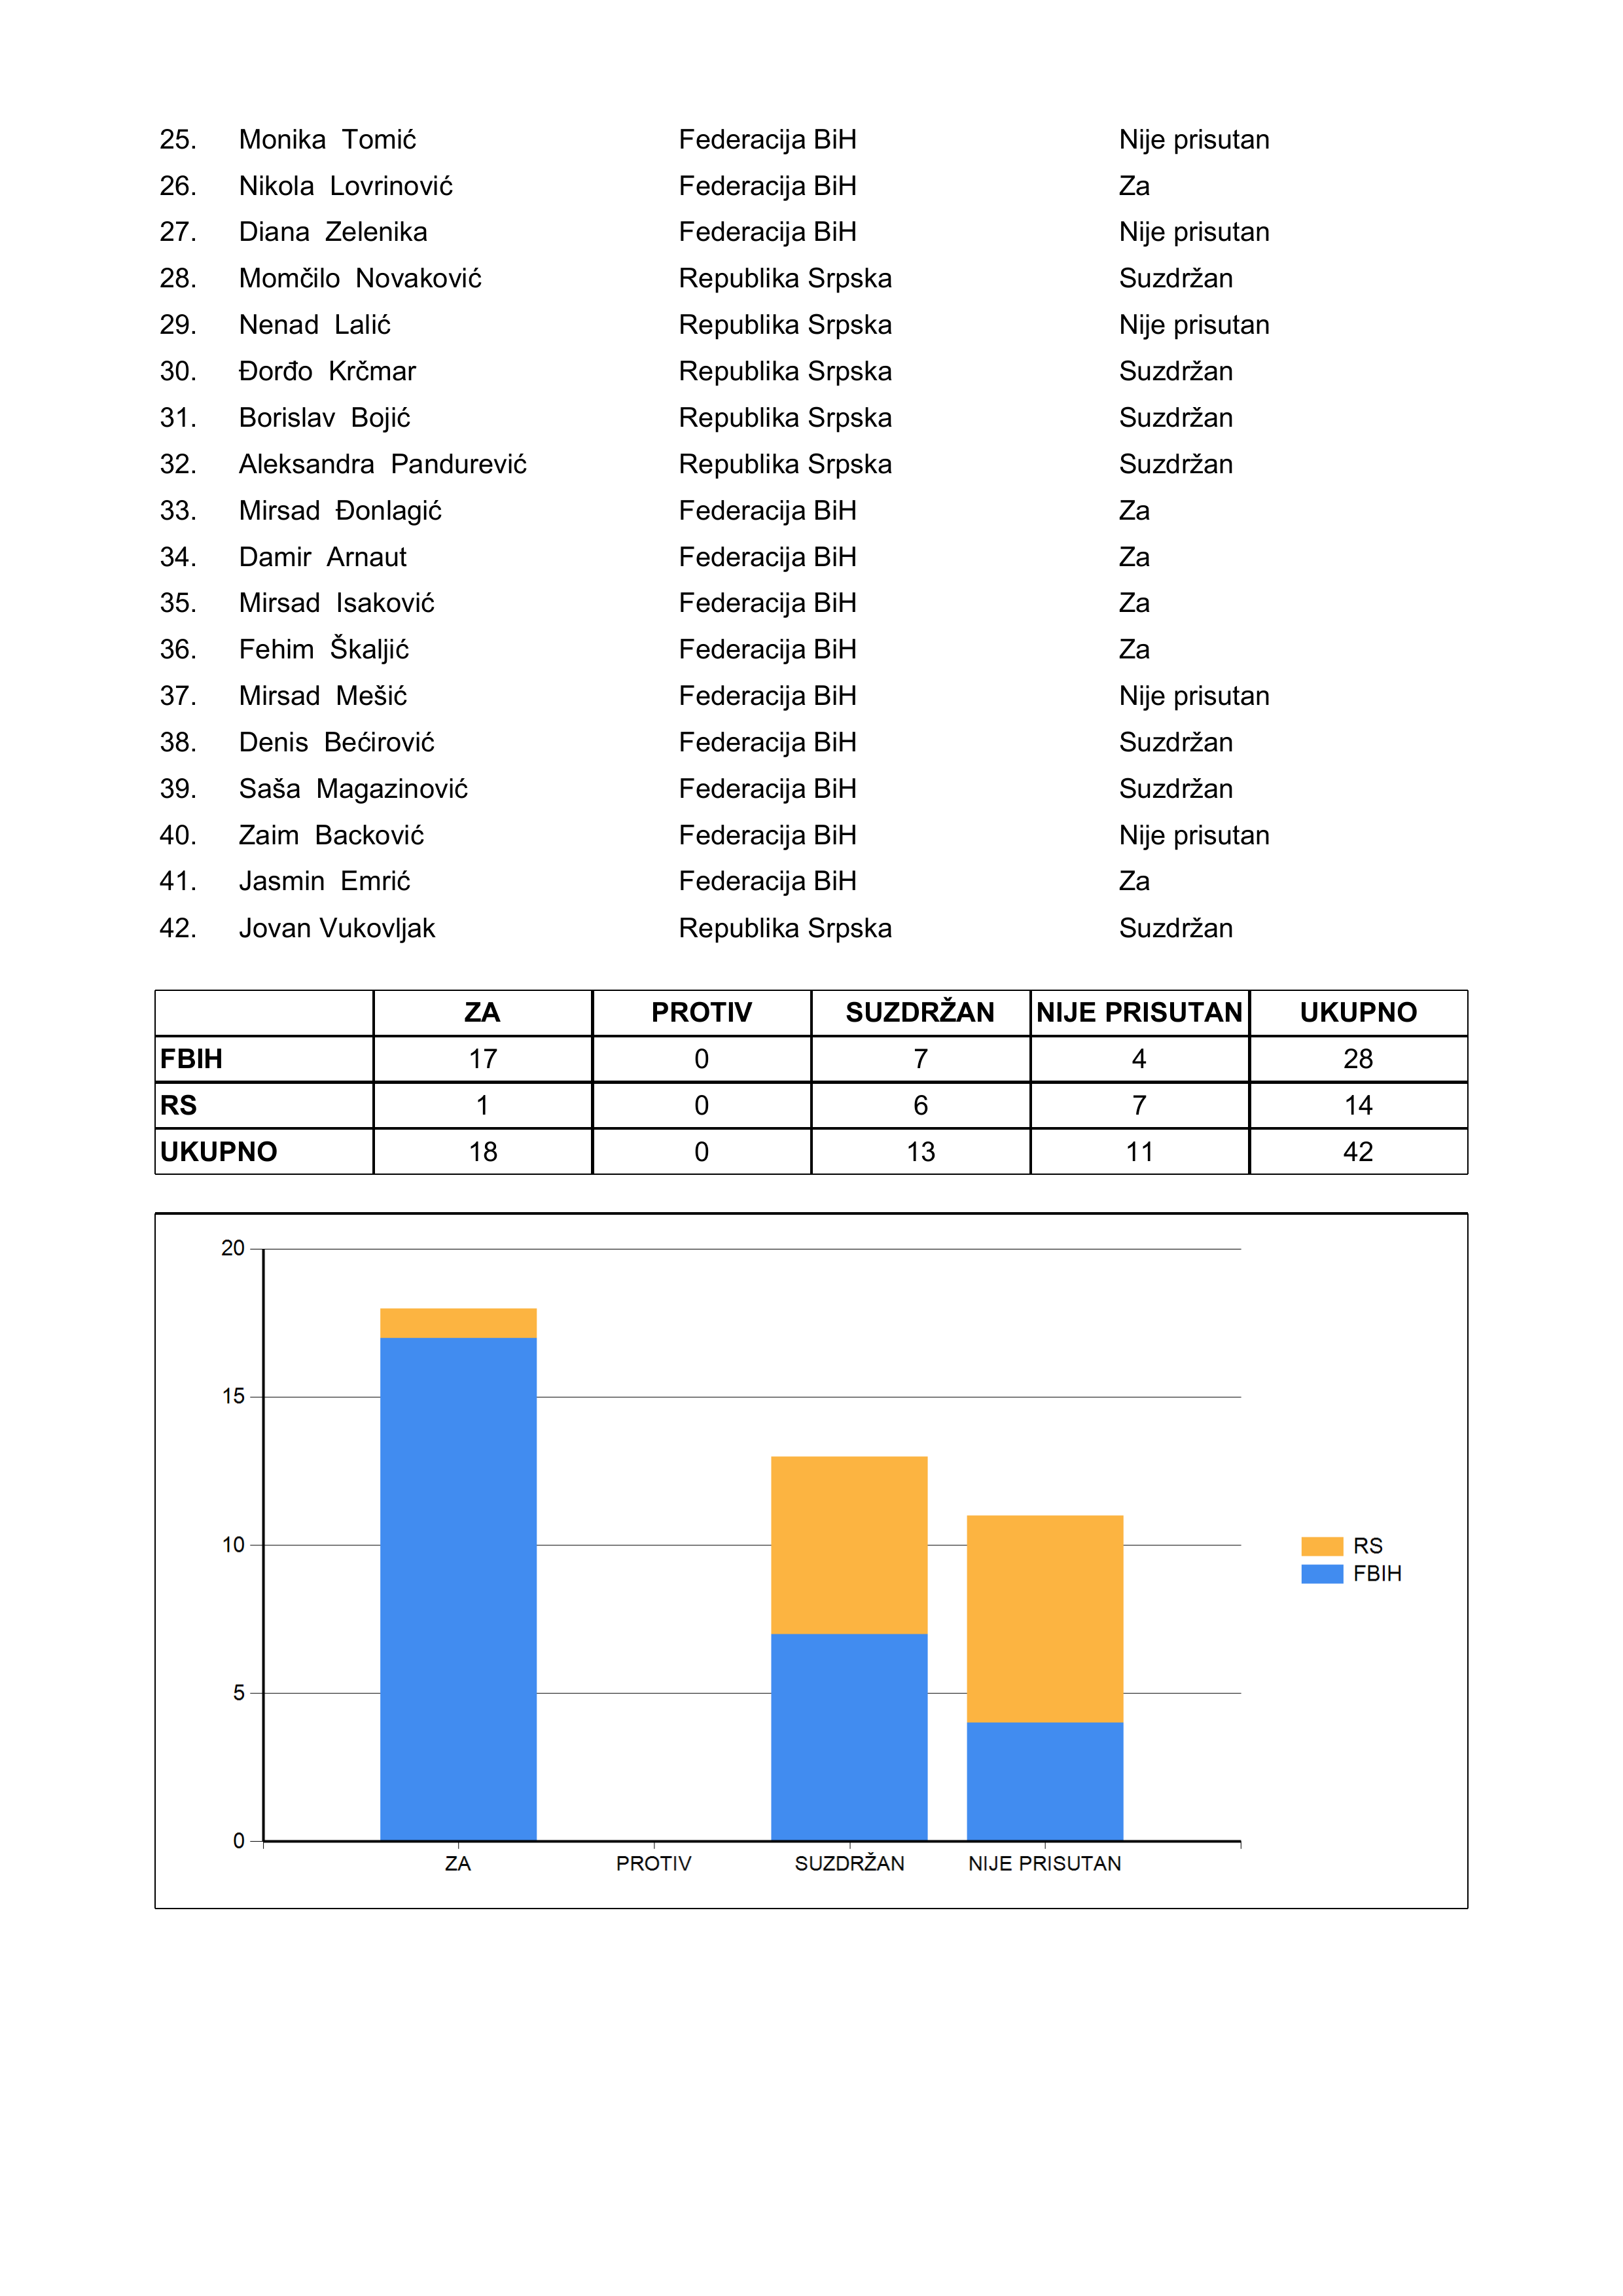 25. Monika Tomić Federacija BiH Nije prisutan
26. Nikola Lovrinović Federacija BiH Za
27. Diana Zelenika Federacija BiH Nije prisutan
28. Momčilo Novaković Republika Srpska Suzdržan
29. Nenad Lalić Republika Srpska Nije prisutan
30. Đorđo Krčmar Republika Srpska Suzdržan
31. Borislav Bojić Republika Srpska Suzdržan
32. Aleksandra Pandurević Republika Srpska Suzdržan
33. Mirsad Đonlagić Federacija BiH Za
34. Damir Arnaut Federacija BiH Za
35. Mirsad Isaković Federacija BiH Za
36. Fehim Škaljić Federacija BiH Za
37. Mirsad Mešić Federacija BiH Nije prisutan
38. Denis Bećirović Federacija BiH Suzdržan
39. Saša Magazinović Federacija BiH Suzdržan
40. Zaim Backović Federacija BiH Nije prisutan
41. Jasmin Emrić Federacija BiH Za
42. Jovan Vukovljak Republika Srpska Suzdržan
ZA PROTIV SUZDRŽAN NIJE PRISUTAN UKUPNO
FBIH 17 0 7 4 28
RS 1 0 6 7 14
UKUPNO 18 0 13 11 42
20
15
10
5
0
ZA PROTIV SUZDRŽAN NIJE PRISUTAN
RS
FBIH